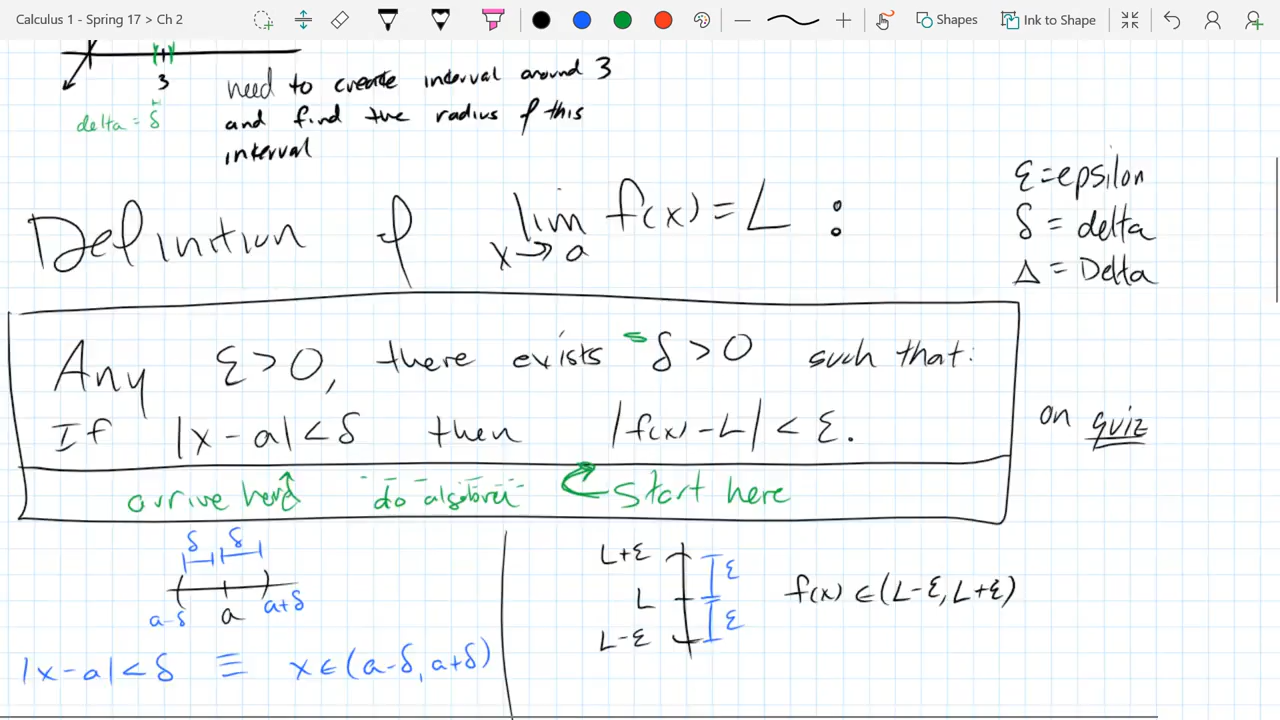 Calculus 1 - Spring 17 > Ch 2
Shapes
Ink to Shape
3
delta = δ
need to create interval around 3
and find the radius of this
interval
ε = epsilon
δ = delta
Δ = Delta
Definition of lim x→a f(x) = L :
Any ε > 0, there exists δ > 0 such that:
If |x - a| < δ then |f(x) - L| < ε.
on quiz
arrive here do algebra start here
δ δ
a-δ a a+δ
|x - a| < δ ≡ x ∈ (a-δ, a+δ)
L+ε
ε
L
f(x) ∈ (L-ε, L+ε)
ε
L-ε